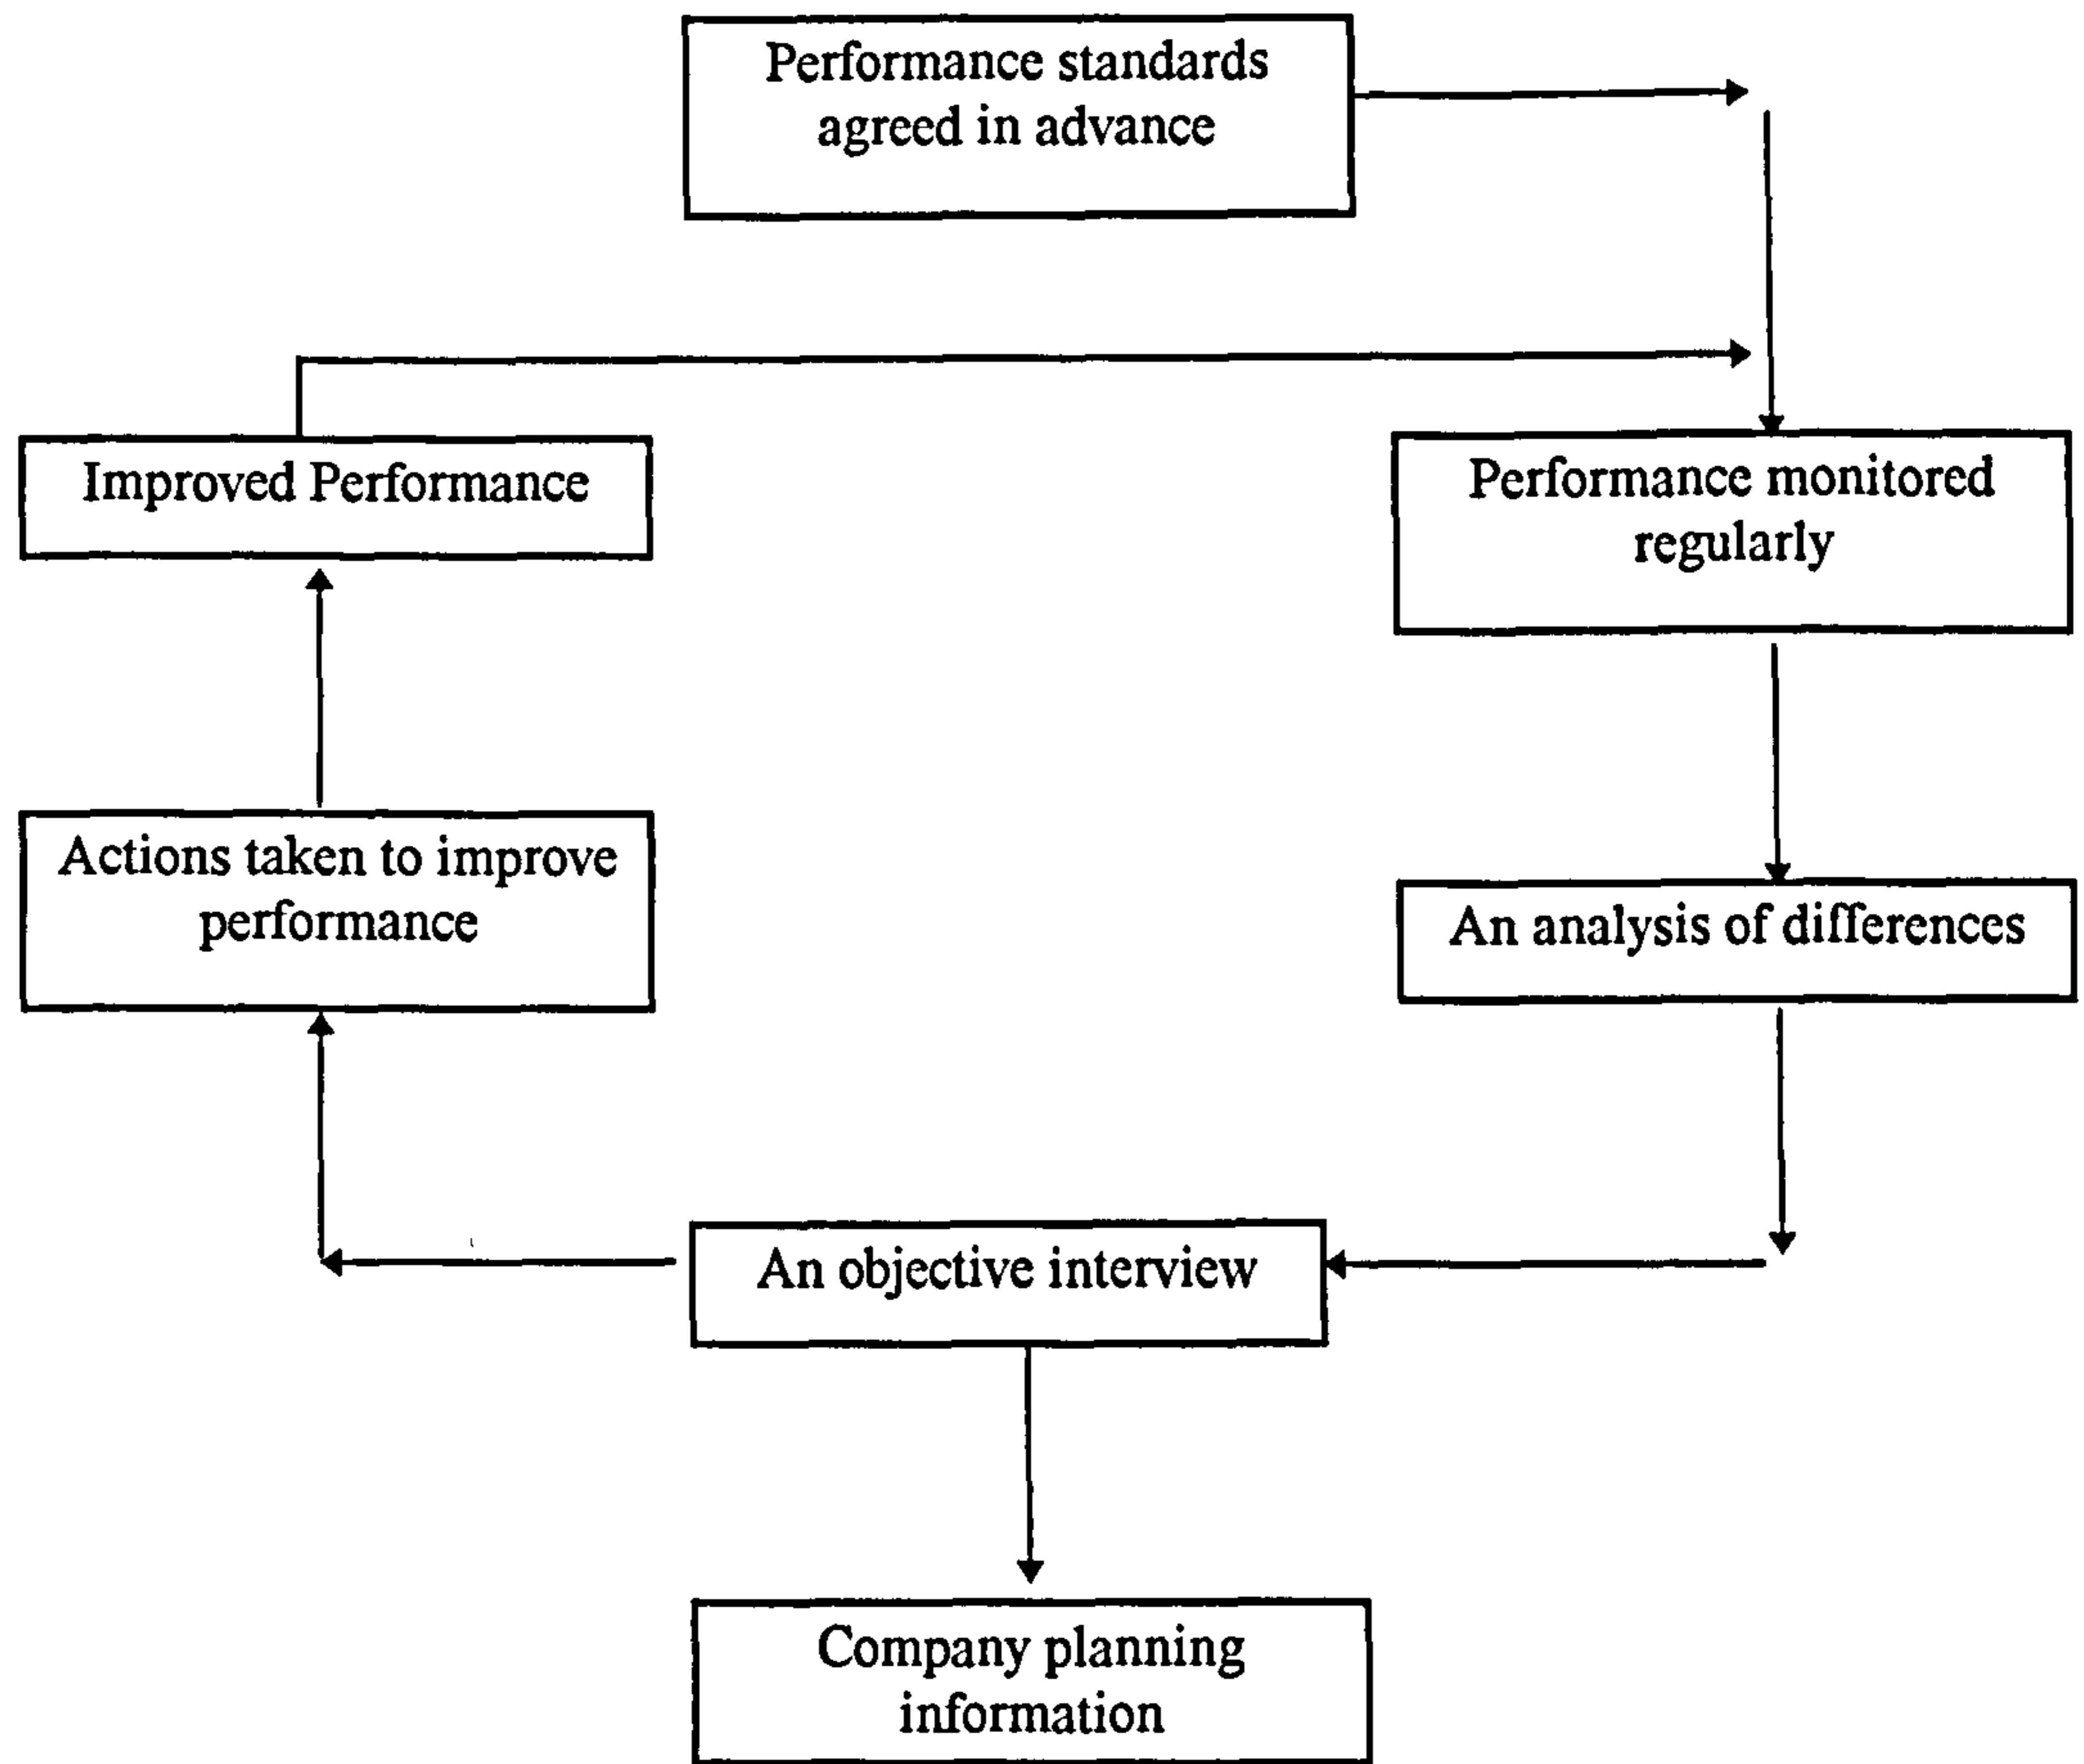 Performance standards
agreed in advance
Improved Performance
Performance monitored
regularly
Actions taken to improve
performance
An analysis of differences
An objective interview
Company planning
information